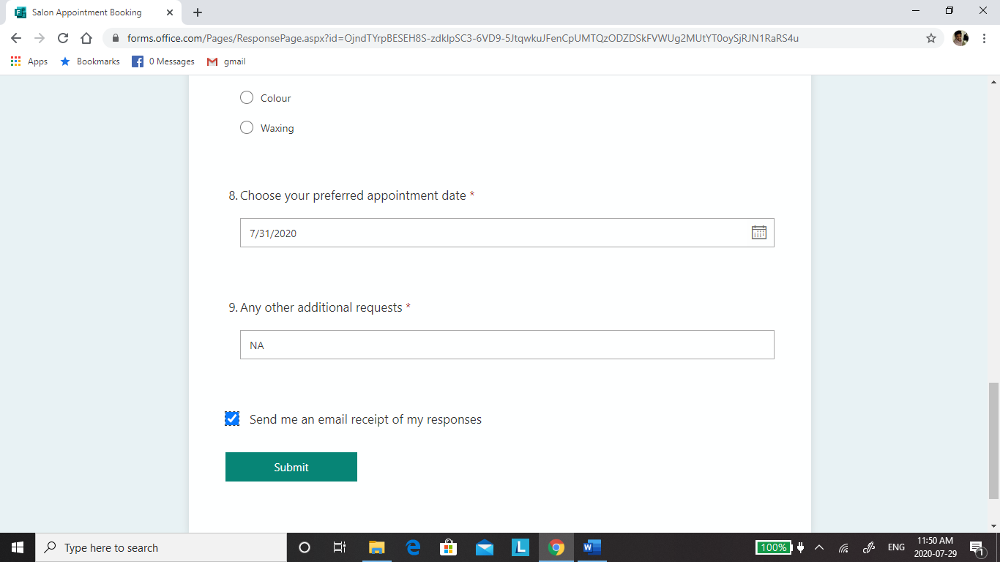 Salon Appointment Booking
forms.office.com/Pages/ResponsePage.aspx?id=OjndTYrpBESEH8S-zdklpSC3-6VD9-5JtqwkuJFenCpUMTQzODZDSkFVWUg2MUtYT0oySjRJN1RaRS4u
Apps Bookmarks 0 Messages gmail
Colour
Waxing
8. Choose your preferred appointment date *
7/31/2020
9. Any other additional requests *
NA
Send me an email receipt of my responses
Submit
Type here to search
100%
ENG
11:50 AM
2020-07-29
1